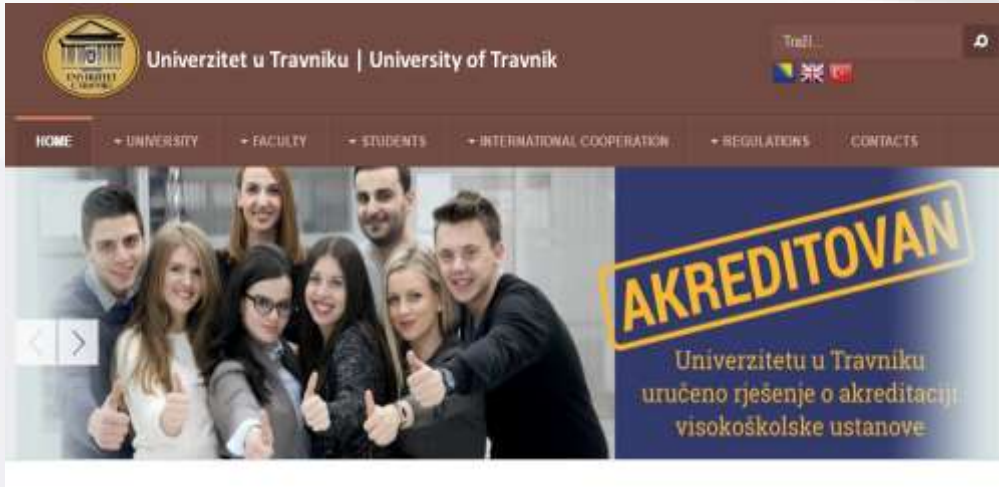 Univerzitet u Travniku | University of Travnik
Traži...
HOME UNIVERSITY FACULTY STUDENTS INTERNATIONAL COOPERATION REGULATIONS CONTACTS
AKREDITOVAN
Univerzitetu u Travniku
uručeno rješenje o akreditaciji
visokoškolske ustanove